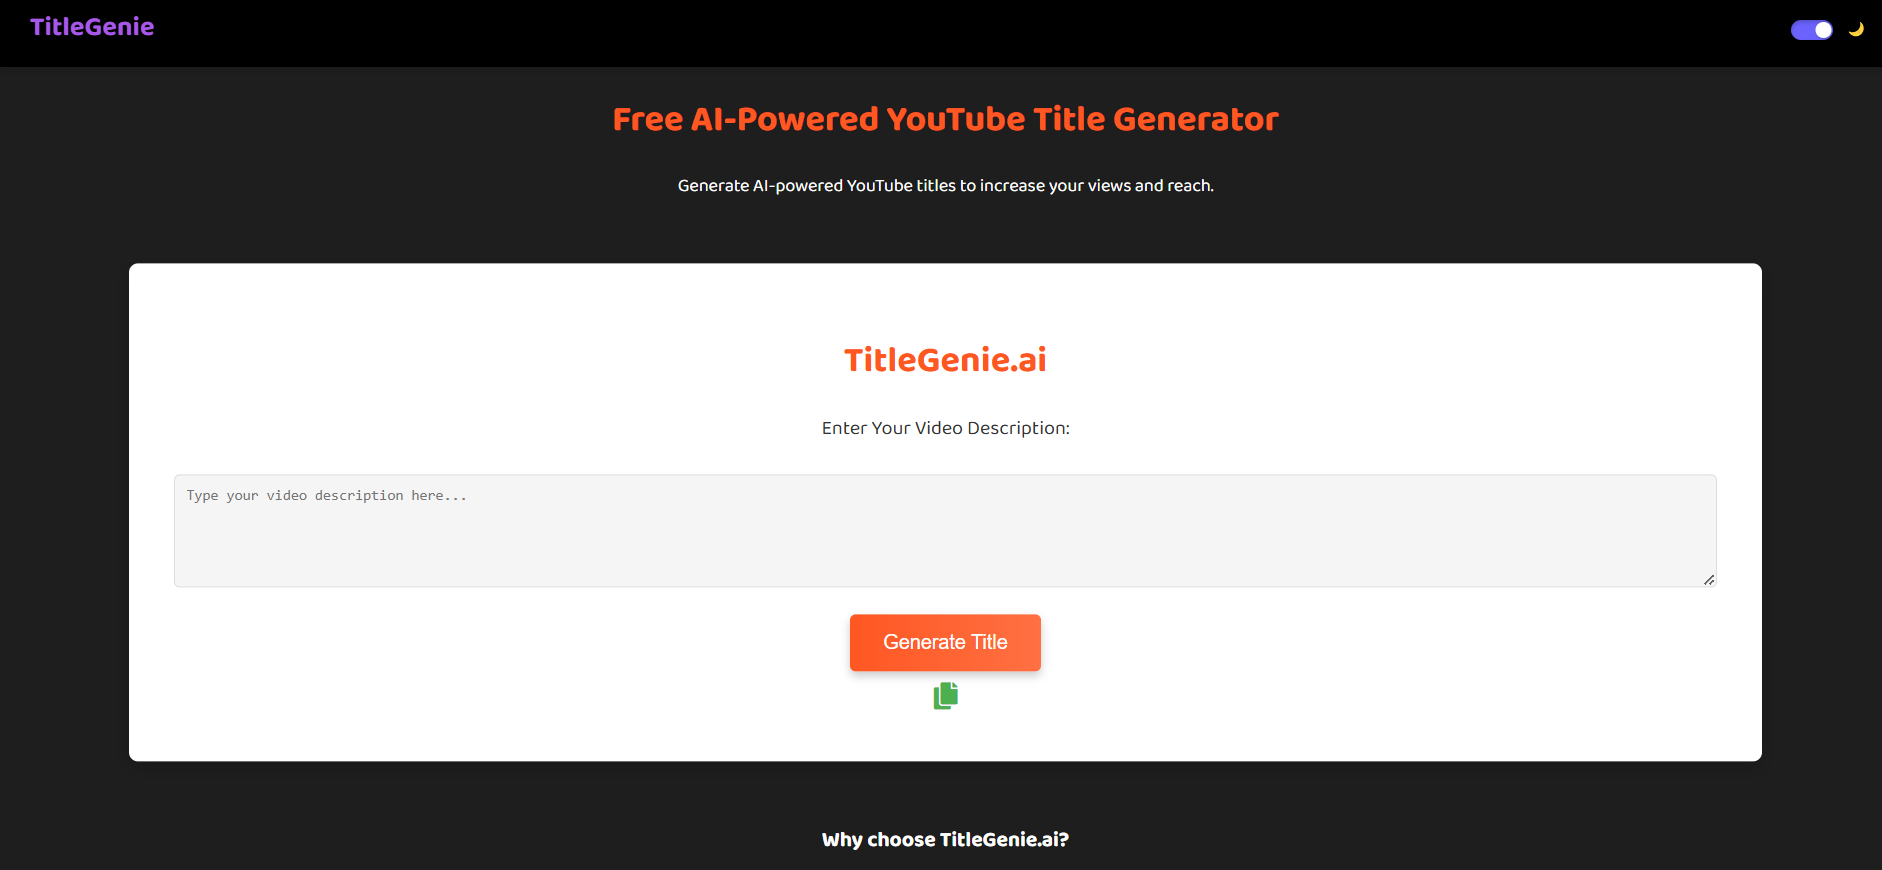 TitleGenie
Free AI-Powered YouTube Title Generator
Generate AI-powered YouTube titles to increase your views and reach.
TitleGenie.ai
Enter Your Video Description:
Type your video description here...
Generate Title
Why choose TitleGenie.ai?